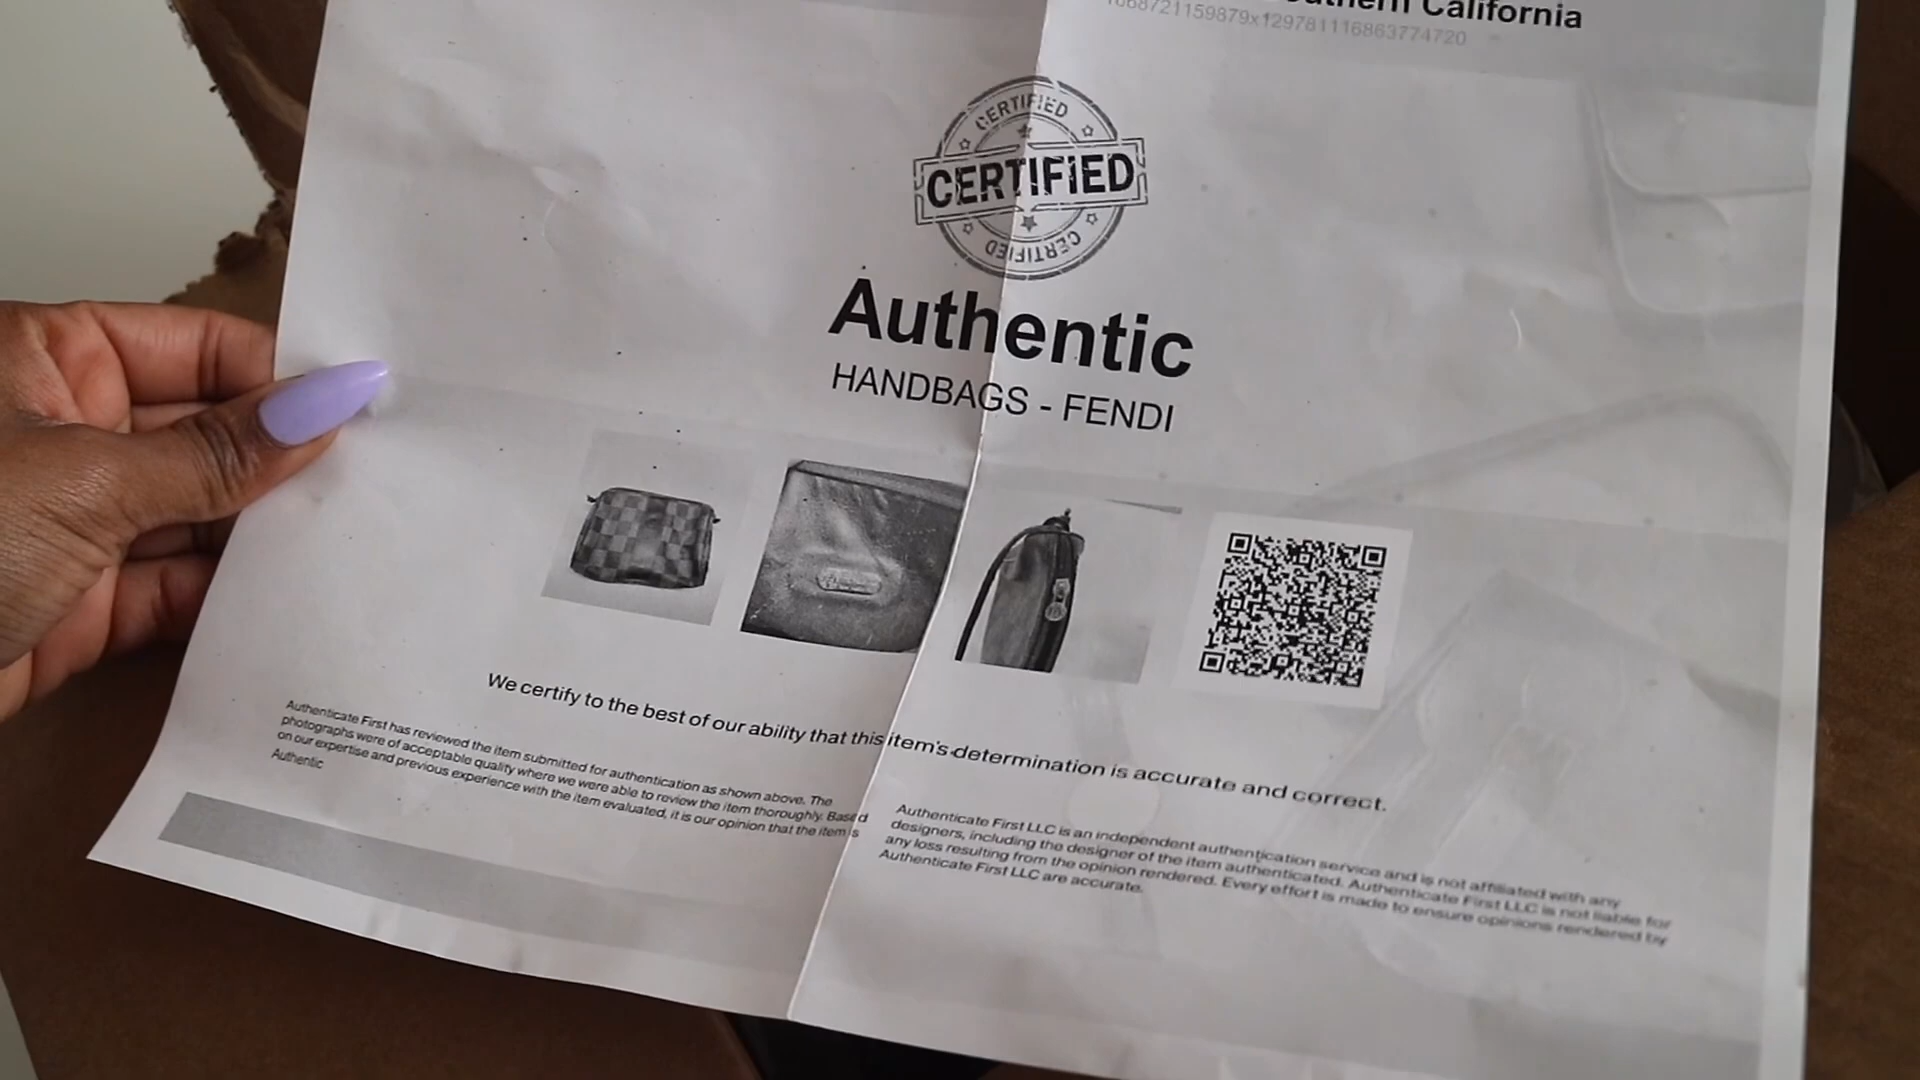 Southern California
CERTIFIED
CERTIFIED
CERTIFIED
Authentic
HANDBAGS - FENDI
We certify to the best of our ability that this item's determination is accurate and correct.
Authenticate First has reviewed the item submitted for authentication as shown above. The
photographs were of acceptable quality where we were able to review the item thoroughly. Based
on our expertise and previous experience with the item evaluated, it is our opinion that the item is
Authentic
Authenticate First LLC is an independent authentication service and is not affiliated with any
designers, including the designer of the item authenticated. Authenticate First LLC is not liable for
any loss resulting from the opinion rendered. Every effort is made to ensure opinions rendered by
Authenticate First LLC are accurate.